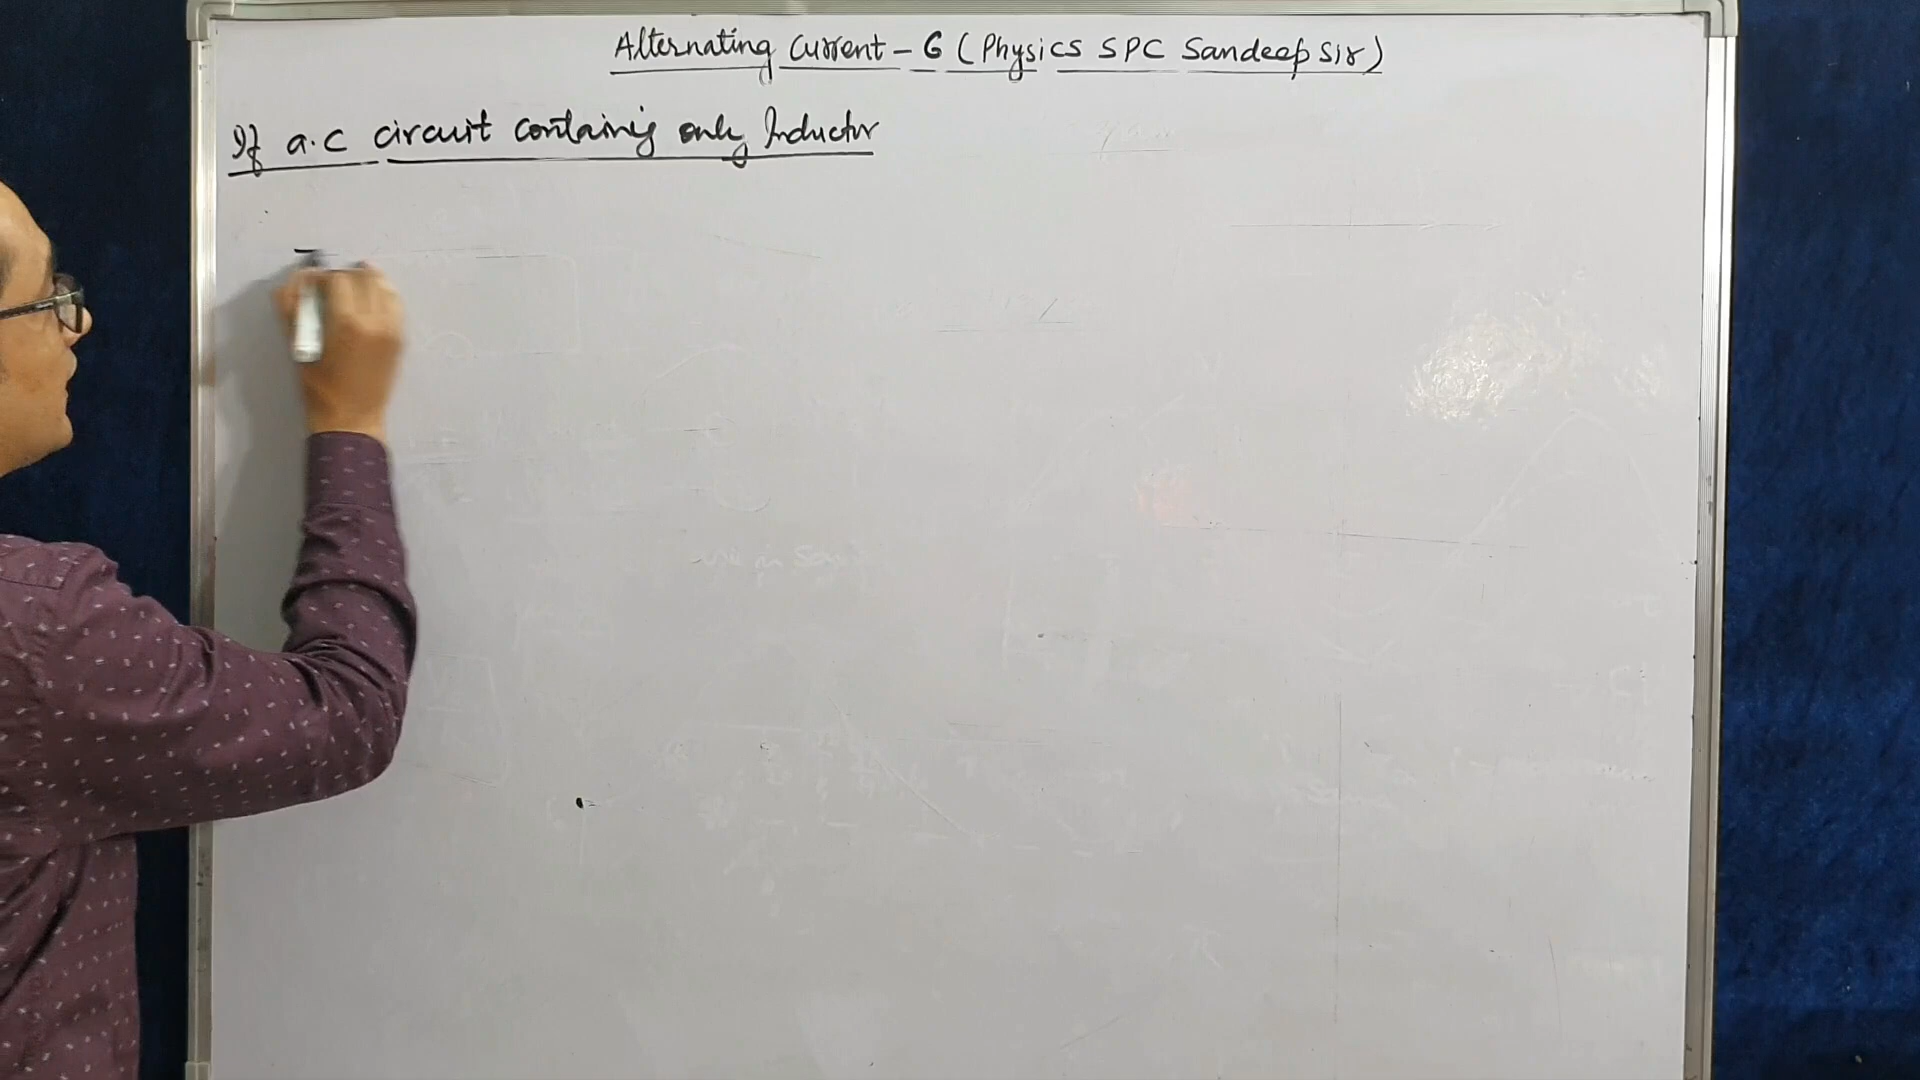 Alternating Current - 6 (Physics SPC Sandeep Sir)
If a.c circuit containing only Inductor